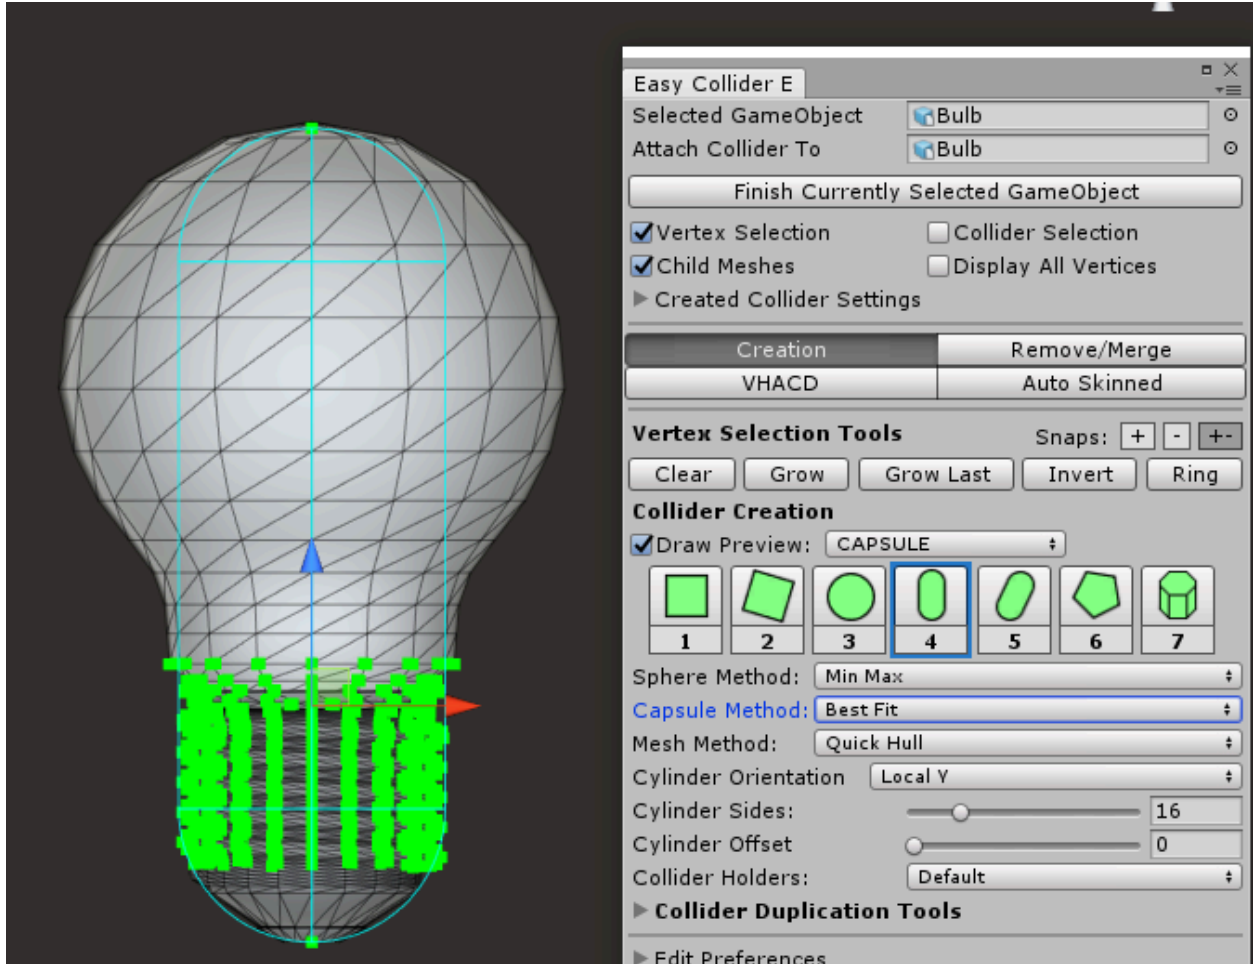 Easy Collider E
Selected GameObject Bulb
Attach Collider To Bulb
Finish Currently Selected GameObject
Vertex Selection Collider Selection
Child Meshes Display All Vertices
Created Collider Settings
Creation Remove/Merge
VHACD Auto Skinned
Vertex Selection Tools Snaps: + - +-
Clear Grow Grow Last Invert Ring
Collider Creation
Draw Preview: CAPSULE
1 2 3 4 5 6 7
Sphere Method: Min Max
Capsule Method: Best Fit
Mesh Method: Quick Hull
Cylinder Orientation Local Y
Cylinder Sides: 16
Cylinder Offset 0
Collider Holders: Default
Collider Duplication Tools
Edit Preferences